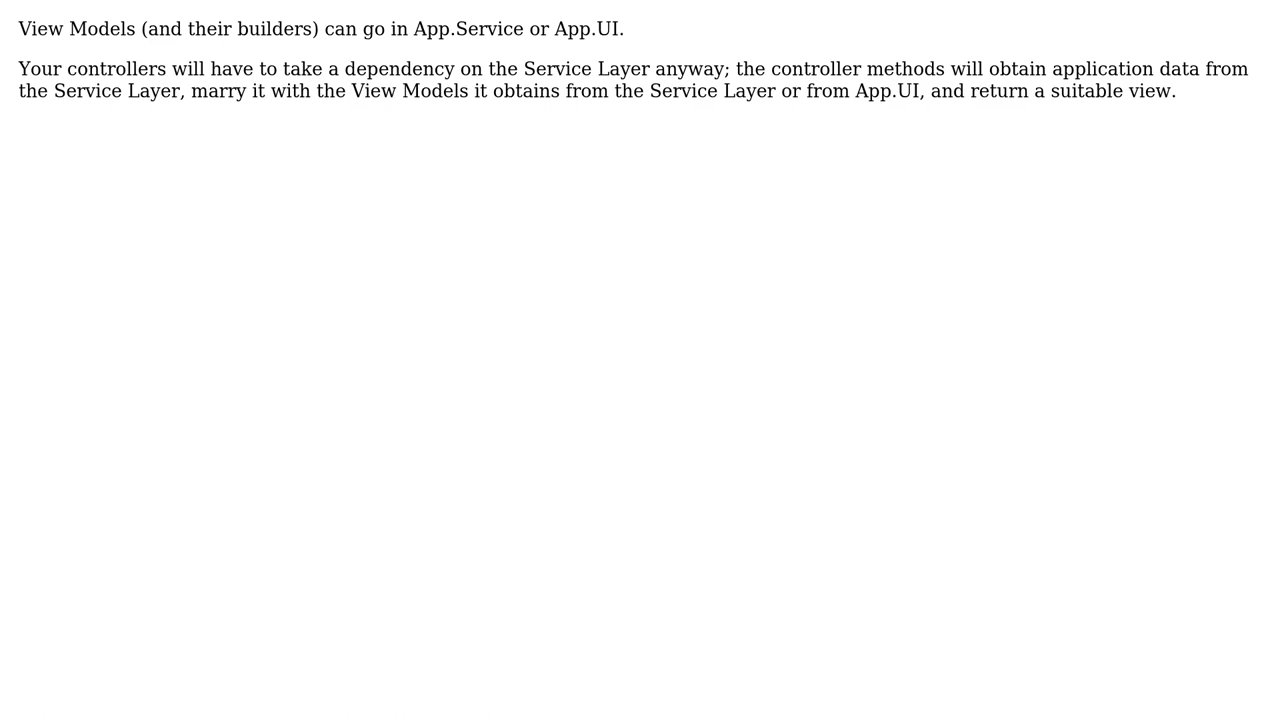 View Models (and their builders) can go in App.Service or App.UI.
Your controllers will have to take a dependency on the Service Layer anyway; the controller methods will obtain application data from
the Service Layer, marry it with the View Models it obtains from the Service Layer or from App.UI, and return a suitable view.